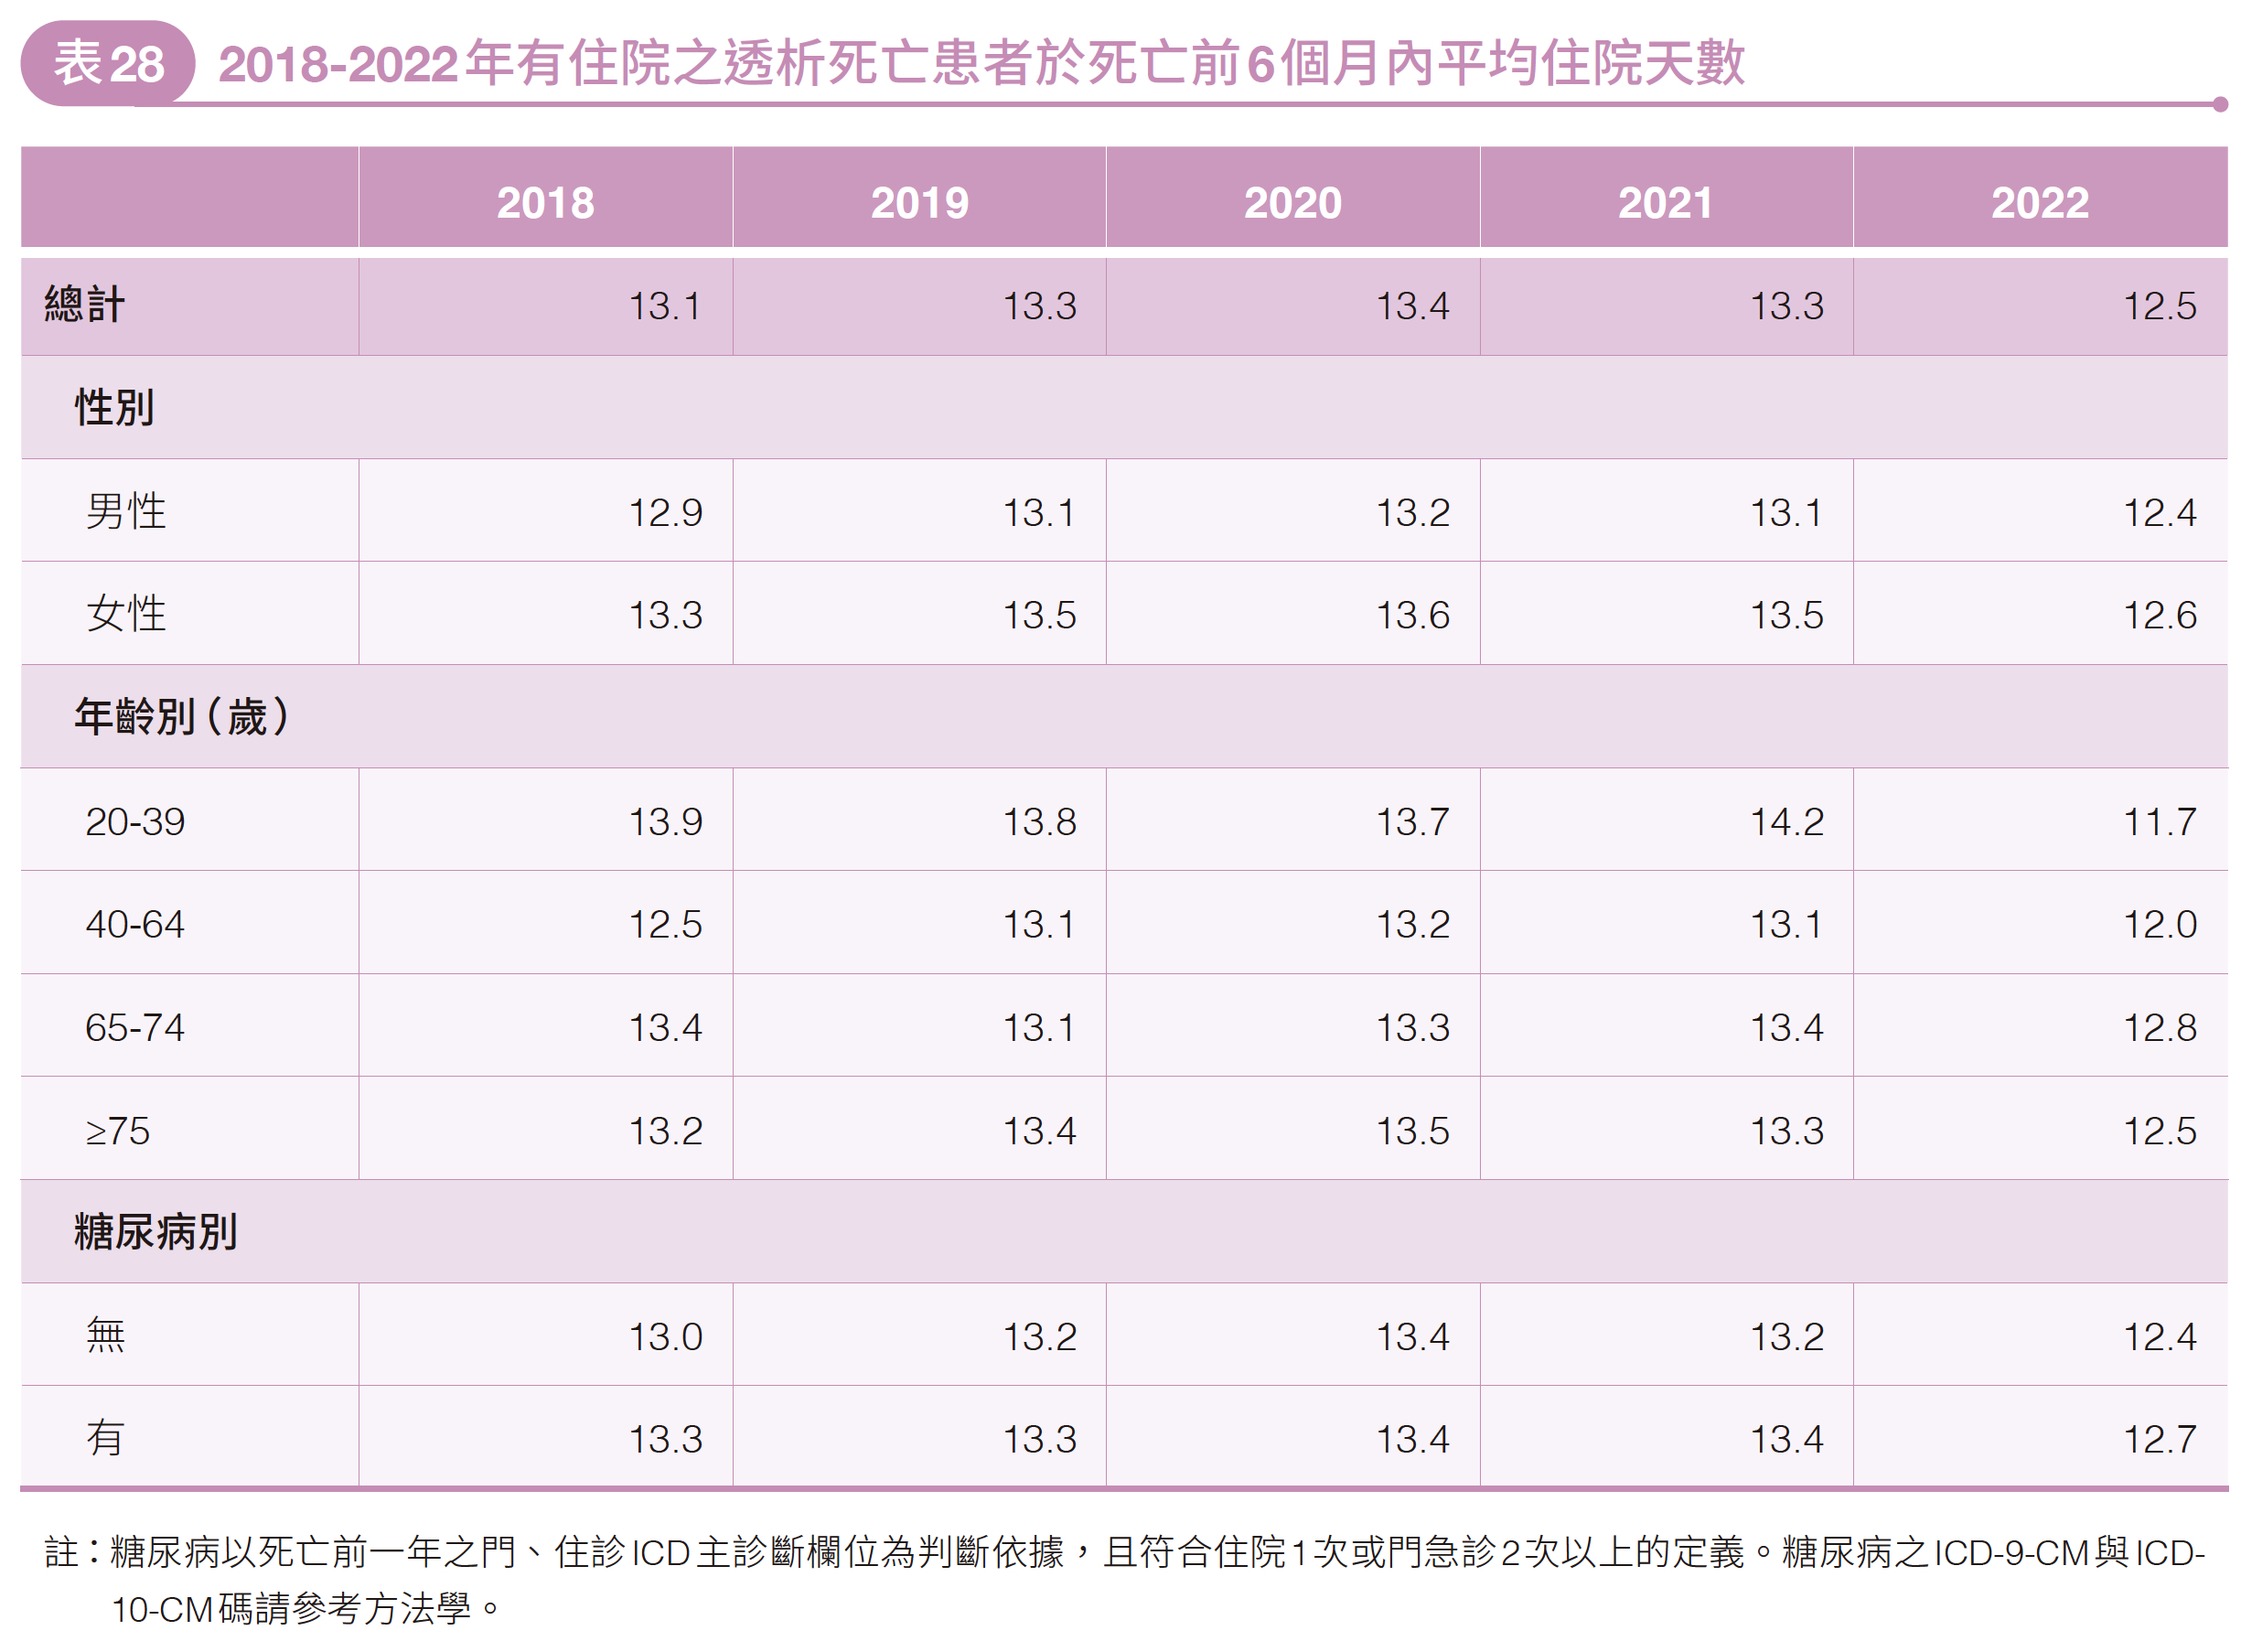 表28 2018-2022年有住院之透析死亡患者於死亡前6個月內平均住院天數
2018 2019 2020 2021 2022
總計 13.1 13.3 13.4 13.3 12.5
性別
男性 12.9 13.1 13.2 13.1 12.4
女性 13.3 13.5 13.6 13.5 12.6
年齡別（歲）
20-39 13.9 13.8 13.7 14.2 11.7
40-64 12.5 13.1 13.2 13.1 12.0
65-74 13.4 13.1 13.3 13.4 12.8
≥75 13.2 13.4 13.5 13.3 12.5
糖尿病別
無 13.0 13.2 13.4 13.2 12.4
有 13.3 13.3 13.4 13.4 12.7
註：糖尿病以死亡前一年之門、住診ICD主診斷欄位為判斷依據，且符合住院1次或門急診2次以上的定義。糖尿病之ICD-9-CM與ICD-
10-CM碼請參考方法學。